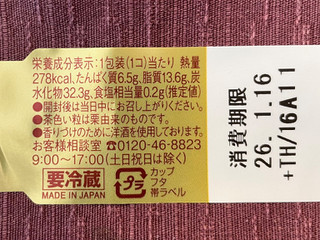 栄養成分表示:1包装(1コ)当たり 熱量
278kcal、たんぱく質6.5g、脂質13.6g、炭
水化物32.3g、食塩相当量0.2g(推定値)
●開封後は当日中にお召し上がりください。
●茶色い粒は栗由来のものです。
●香りづけのために洋酒を使用しております。
お客様相談室 ☎0120-46-8823
9:00〜17:00(土日祝日は除く)
要冷蔵
MADE IN JAPAN
プラ
カップ
フタ
帯ラベル
消費期限
26. 1.16
+TH/16A11